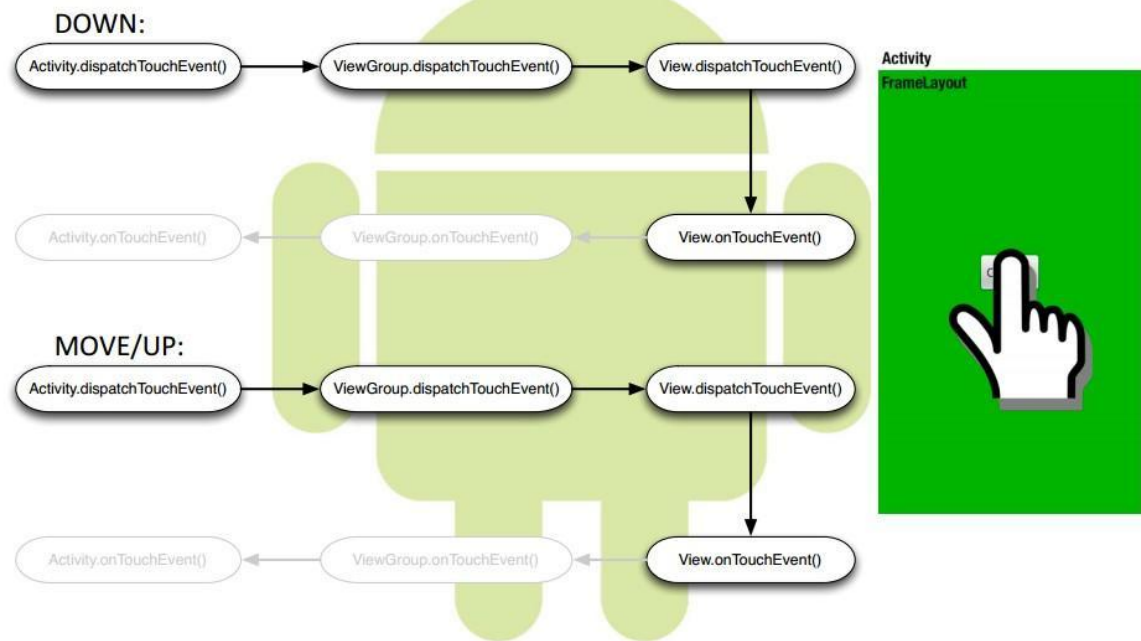 DOWN:
Activity.dispatchTouchEvent()
ViewGroup.dispatchTouchEvent()
View.dispatchTouchEvent()
Activity.onTouchEvent()
ViewGroup.onTouchEvent()
View.onTouchEvent()
MOVE/UP:
Activity.dispatchTouchEvent()
ViewGroup.dispatchTouchEvent()
View.dispatchTouchEvent()
Activity.onTouchEvent()
ViewGroup.onTouchEvent()
View.onTouchEvent()
Activity
FrameLayout